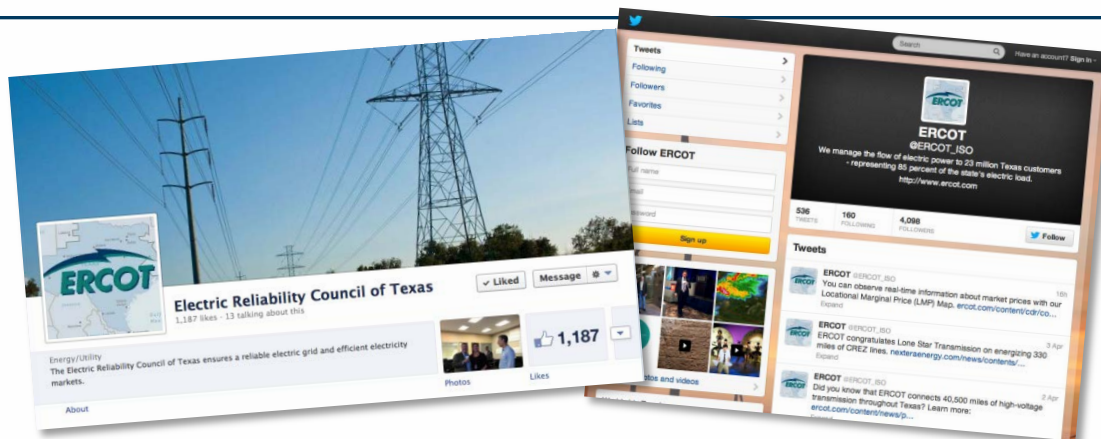 ERCOT
Electric Reliability Council of Texas
1,187 likes · 13 talking about this
✓ Liked
Message
Energy/Utility
The Electric Reliability Council of Texas ensures a reliable electric grid and efficient electricity
markets.
About
Photos
1,187
Likes
Search
Have an account? Sign in
Tweets
Following
Followers
Favorites
Lists
Follow ERCOT
Full name
Email
Password
Sign up
photos and videos
ERCOT
ERCOT
@ERCOT_ISO
We manage the flow of electric power to 23 million Texas customers
- representing 85 percent of the state's electric load.
http://www.ercot.com
536
TWEETS
160
FOLLOWING
4,098
FOLLOWERS
Follow
Tweets
ERCOT @ERCOT_ISO 16h
You can observe real-time information about market prices with our
Locational Marginal Price (LMP) Map. ercot.com/content/cdr/co...
Expand
ERCOT @ERCOT_ISO 3 Apr
ERCOT congratulates Lone Star Transmission on energizing 330
miles of CREZ lines. nexteraenergy.com/news/contents/...
Expand
ERCOT @ERCOT_ISO 2 Apr
Did you know that ERCOT connects 40,500 miles of high-voltage
transmission throughout Texas? Learn more:
ercot.com/content/news/p...